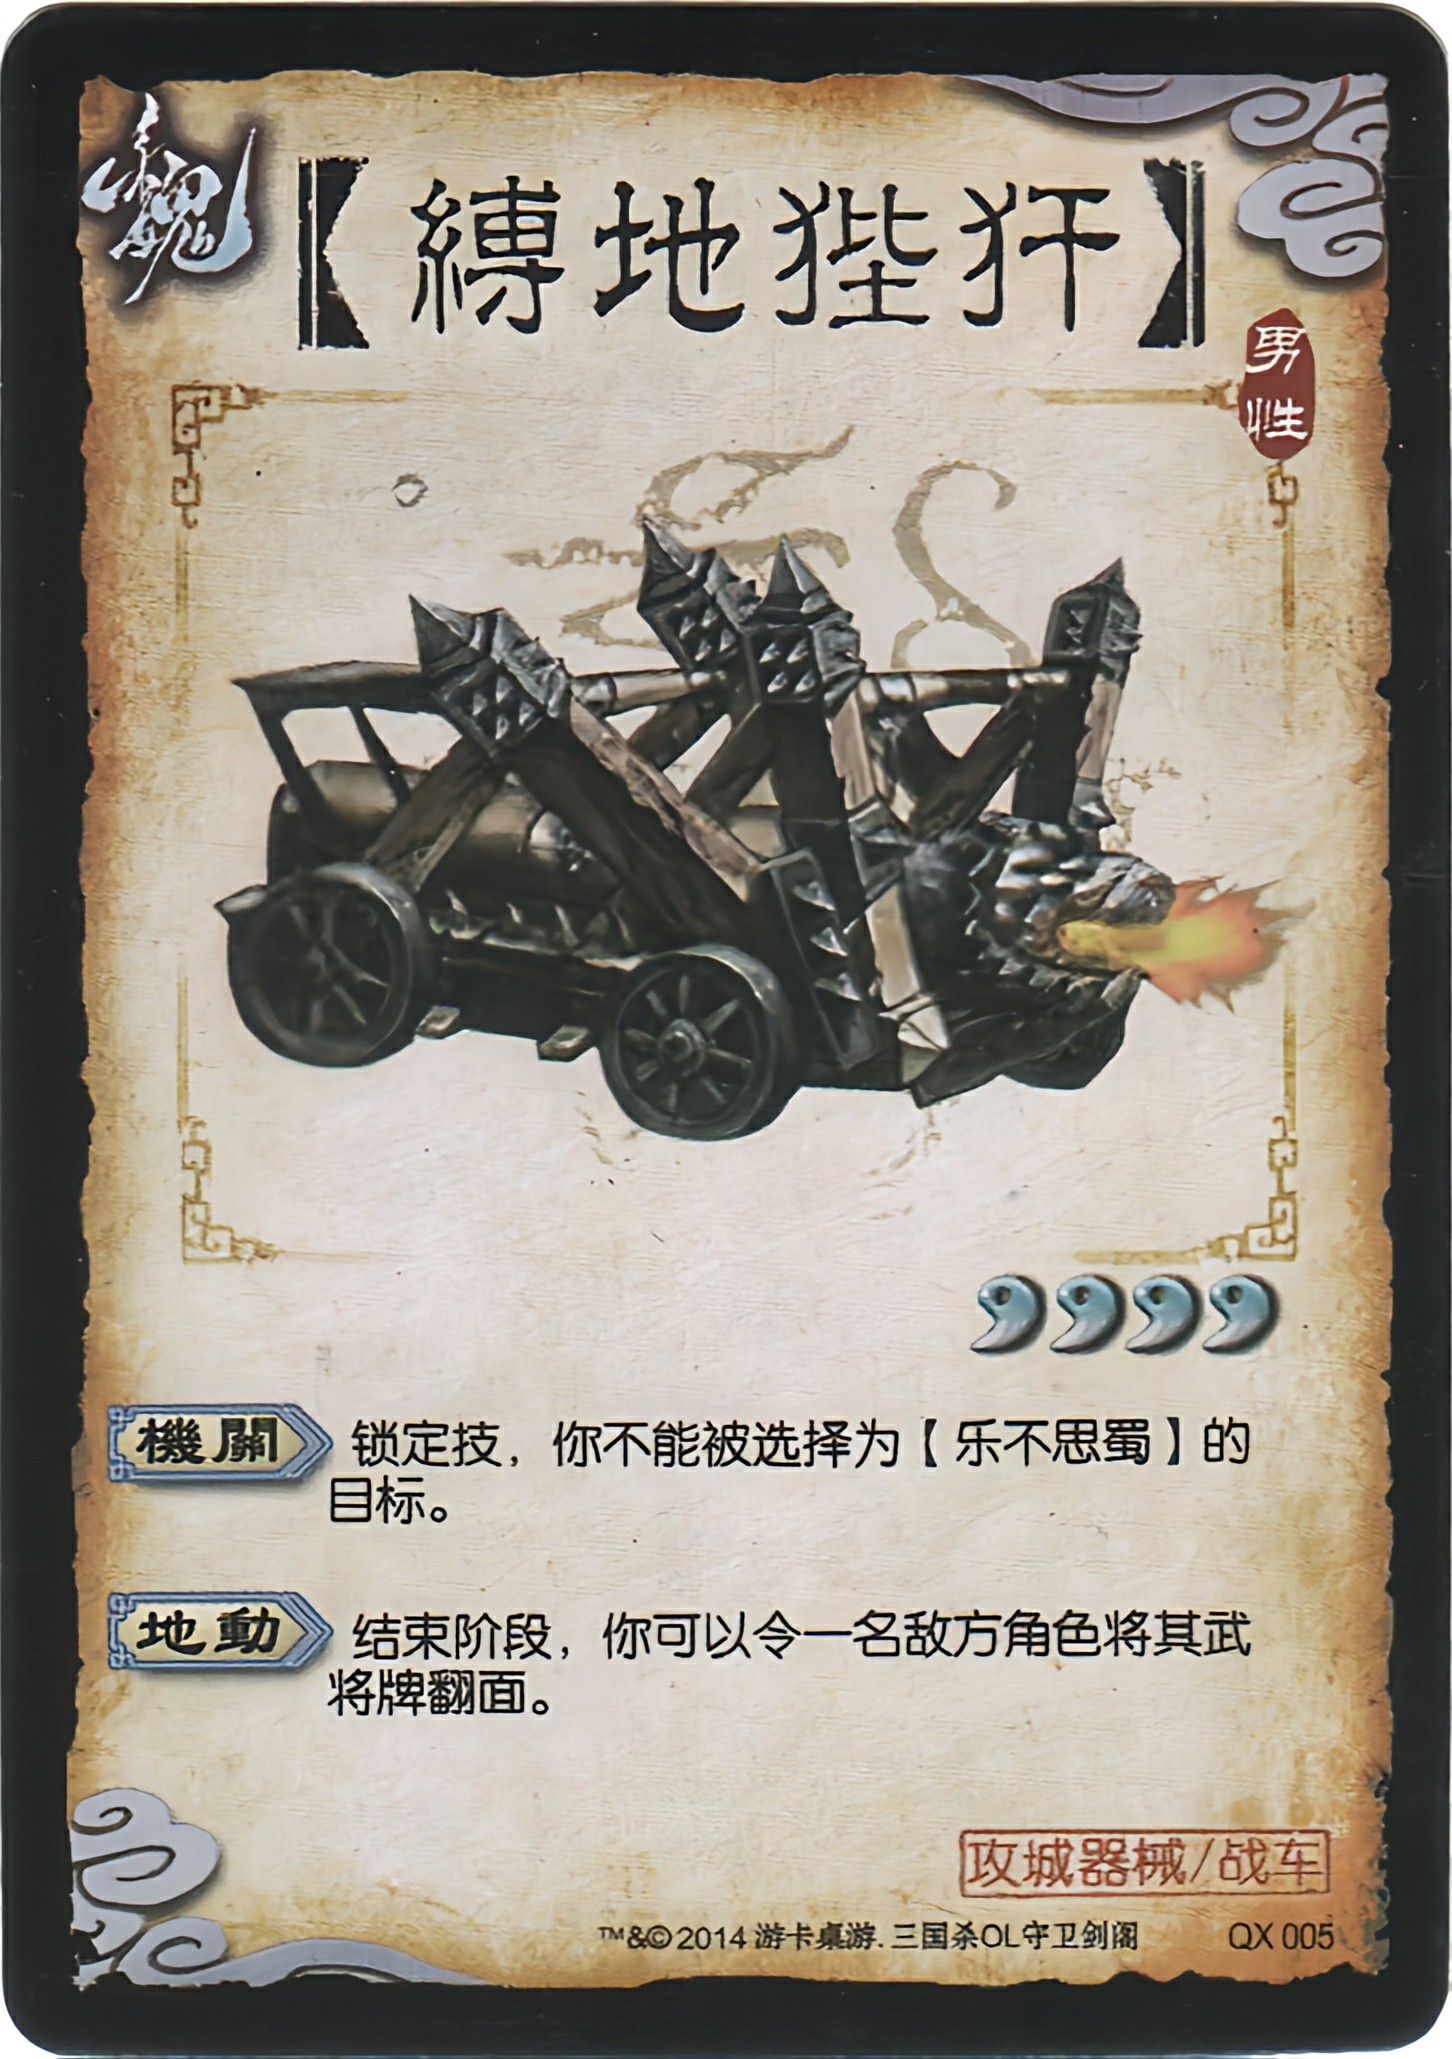 魏
【縛地狴犴】
男性
機關 锁定技，你不能被选择为【乐不思蜀】的
目标。
地動 结束阶段，你可以令一名敌方角色将其武
将牌翻面。
攻城器械/战车
™&©2014 游卡桌游. 三国杀OL守卫剑阁 QX 005